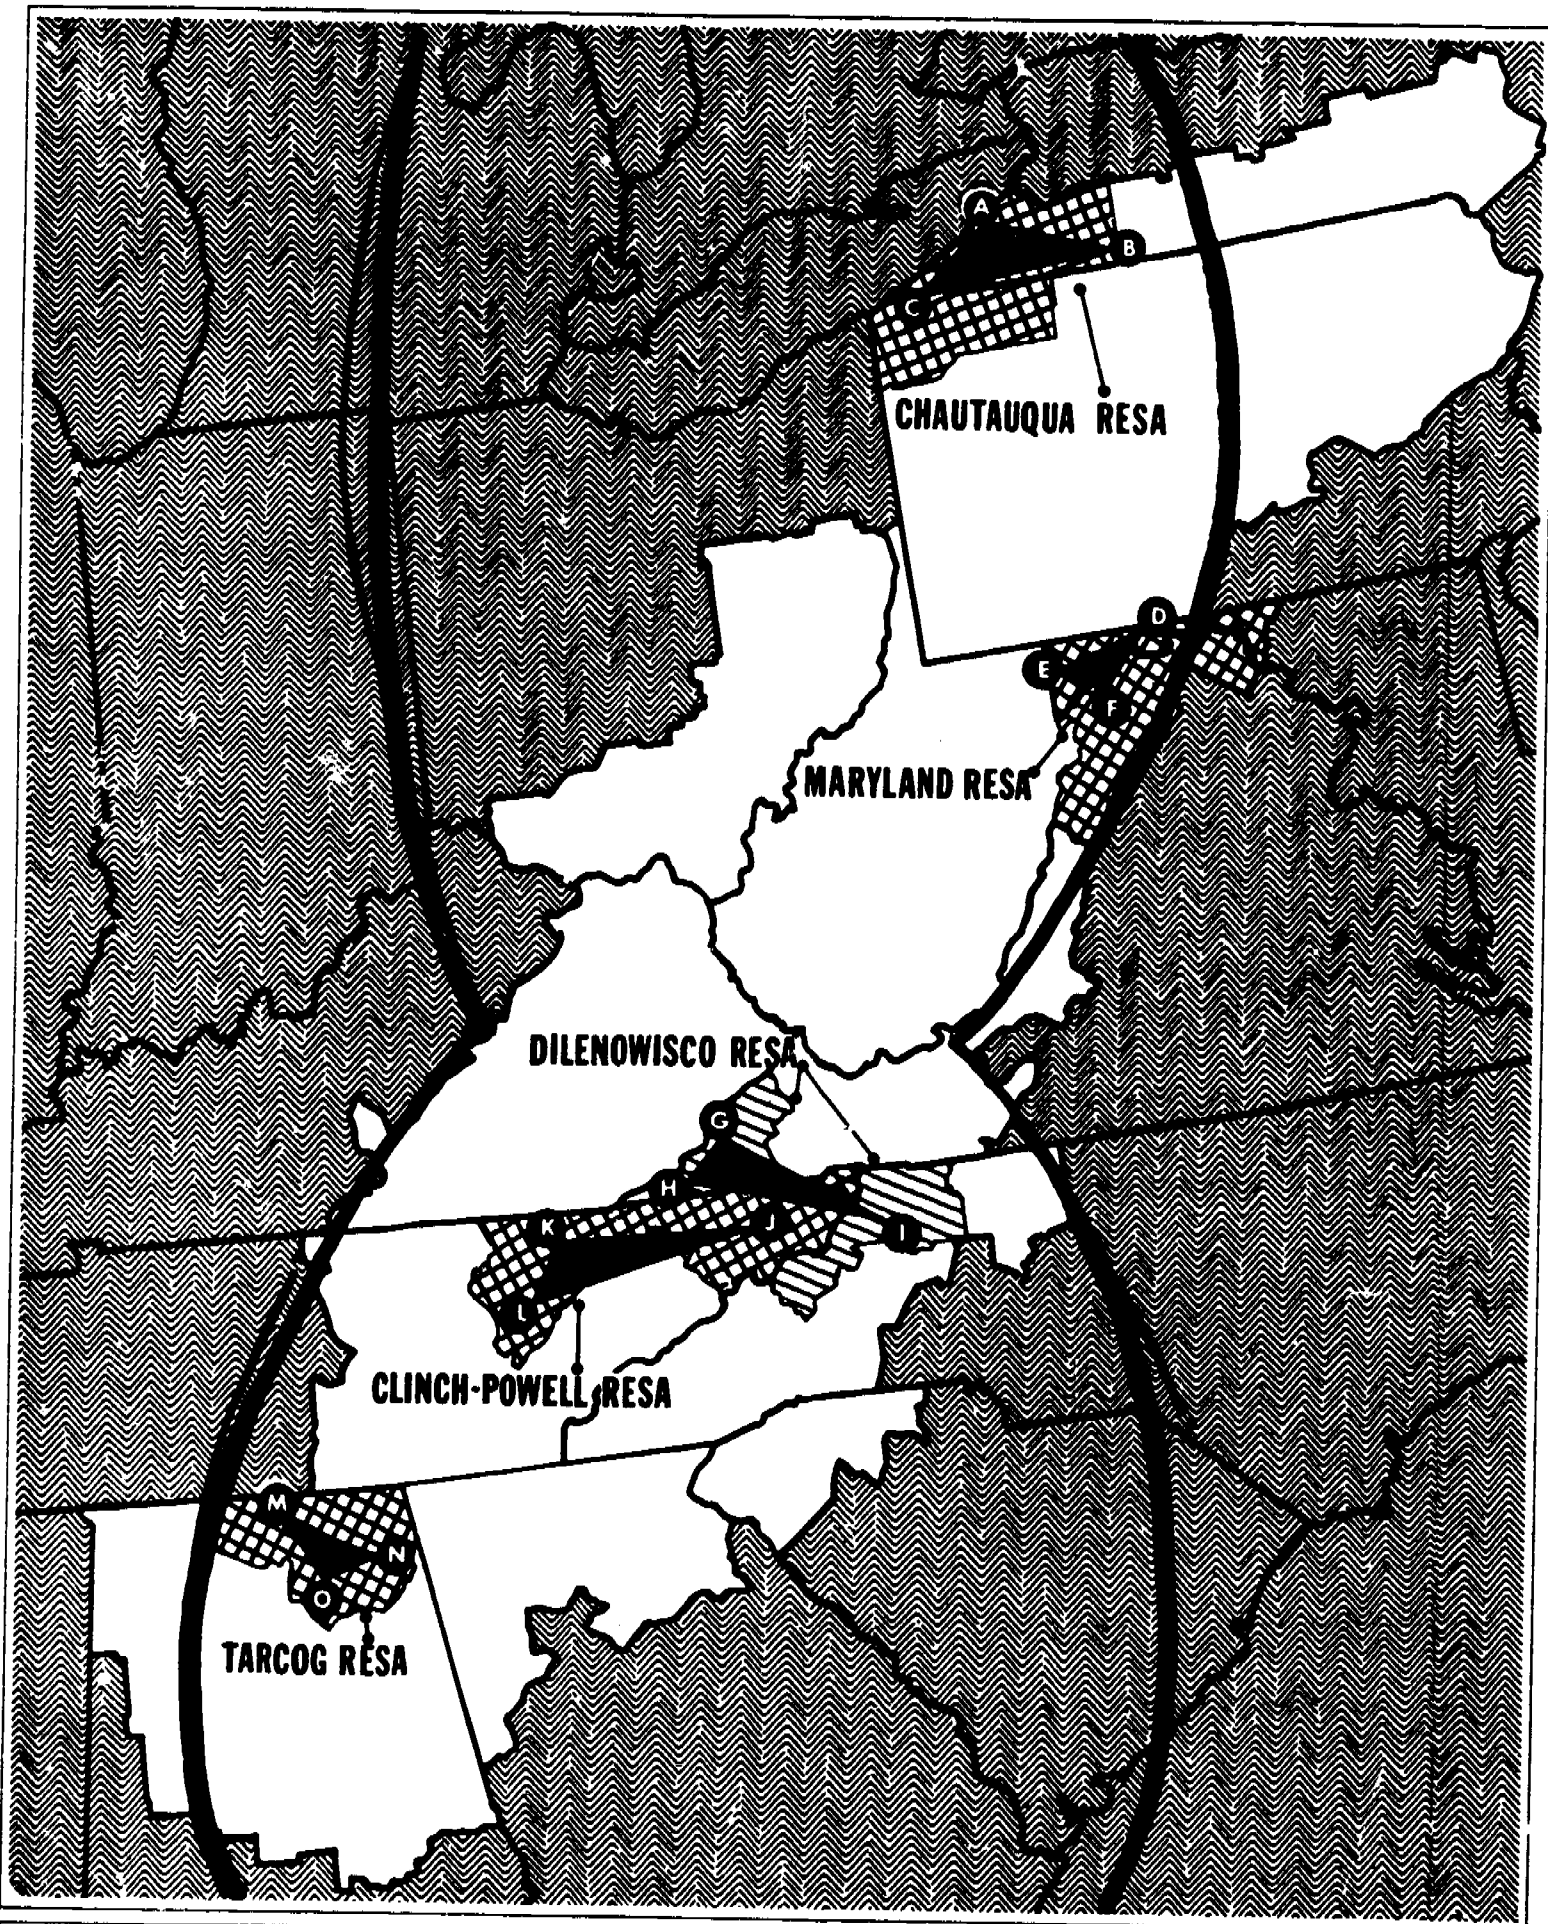 A
B
C
CHAUTAUQUA RESA
D
E
F
MARYLAND RESA
DILENOWISCO RESA
G
H
I
J
K
L
CLINCH-POWELL RESA
M
N
O
TARCOG RESA